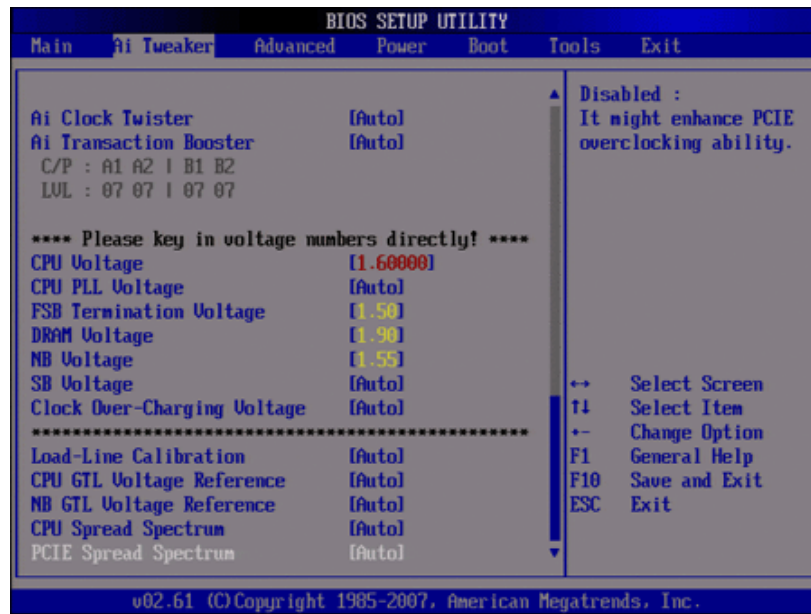 BIOS SETUP UTILITY
Main Ai Tweaker Advanced Power Boot Tools Exit
Ai Clock Twister [Auto]
Ai Transaction Booster [Auto]
C/P : A1 A2 | B1 B2
LVL : 07 07 | 07 07
**** Please key in voltage numbers directly! ****
CPU Voltage [1.60000]
CPU PLL Voltage [Auto]
FSB Termination Voltage [1.50]
DRAM Voltage [1.90]
NB Voltage [1.55]
SB Voltage [Auto]
Clock Over-Charging Voltage [Auto]
**************************************************
Load-Line Calibration [Auto]
CPU GTL Voltage Reference [Auto]
NB GTL Voltage Reference [Auto]
CPU Spread Spectrum [Auto]
PCIE Spread Spectrum [Auto]
Disabled :
It might enhance PCIE
overclocking ability.
↔ Select Screen
↑↓ Select Item
+- Change Option
F1 General Help
F10 Save and Exit
ESC Exit
v02.61 (C)Copyright 1985-2007, American Megatrends, Inc.